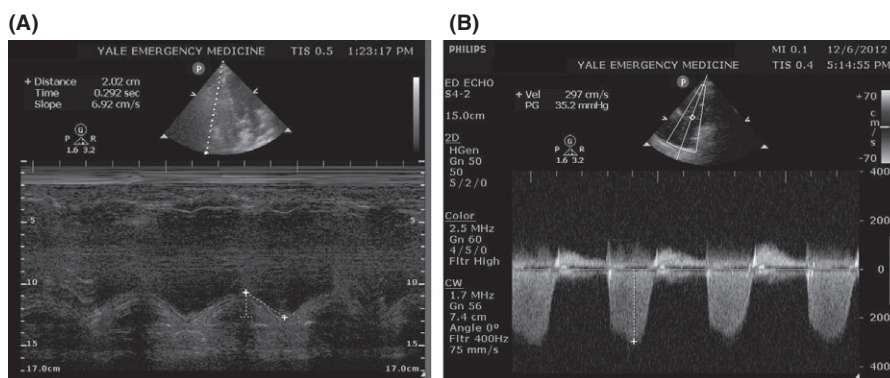 (A)
YALE EMERGENCY MEDICINE TIS 0.5 1:23:17 PM
P
+ Distance 2.02 cm
Time 0.292 sec
Slope 6.92 cm/s
G
P R
1.6 3.2
5 5
10 10
15 15
17.0cm 17.0cm
(B)
PHILIPS MI 0.1 12/6/2012
YALE EMERGENCY MEDICINE TIS 0.4 5:14:55 PM
ED ECHO
S4-2
15.0cm
2D
HGen
Gn 50
50
5/2/0
Color
2.5 MHz
Gn 60
4/5/0
Fltr High
CW
1.7 MHz
Gn 56
7.4 cm
Angle 0°
Fltr 400Hz
75 mm/s
P
+ Vel 297 cm/s
PG 35.2 mmHg
G
P R
1.6 3.2
+70
c
m
/
s
-70
400
200
0
200
400